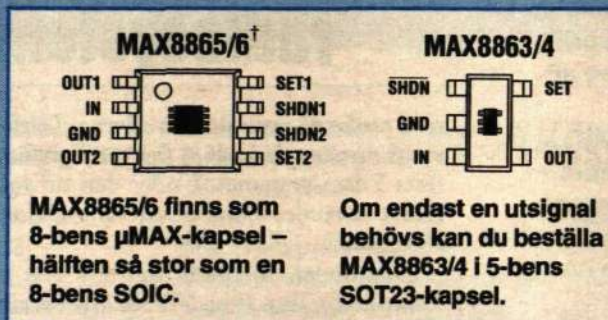 MAX8865/6†
OUT1
IN
GND
OUT2
SET1
SHDN1
SHDN2
SET2
MAX8865/6 finns som
8-bens µMAX-kapsel –
hälften så stor som en
8-bens SOIC.
MAX8863/4
SHDN
GND
IN
SET
OUT
Om endast en utsignal
behövs kan du beställa
MAX8863/4 i 5-bens
SOT23-kapsel.